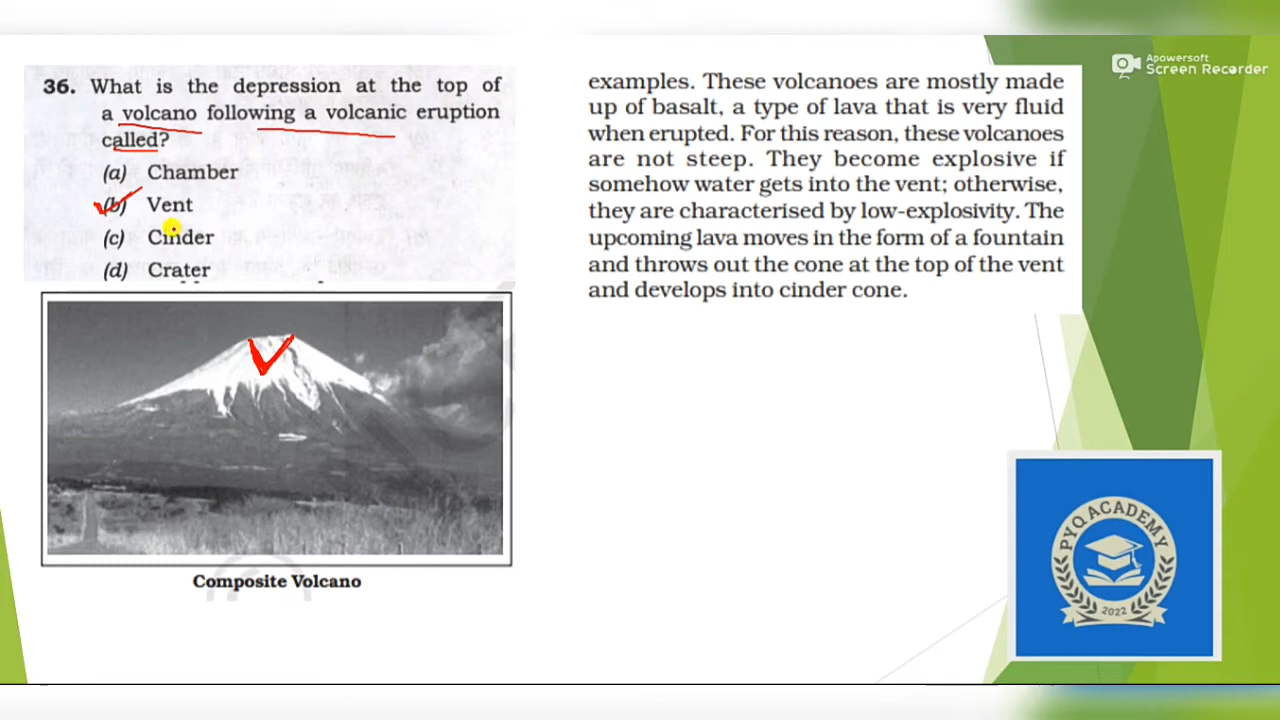 36. What is the depression at the top of
a volcano following a volcanic eruption
called?
(a) Chamber
(b) Vent
(c) Cinder
(d) Crater
Composite Volcano
examples. These volcanoes are mostly made
up of basalt, a type of lava that is very fluid
when erupted. For this reason, these volcanoes
are not steep. They become explosive if
somehow water gets into the vent; otherwise,
they are characterised by low-explosivity. The
upcoming lava moves in the form of a fountain
and throws out the cone at the top of the vent
and develops into cinder cone.
Apowersoft
Screen Recorder
PYQ ACADEMY
2022